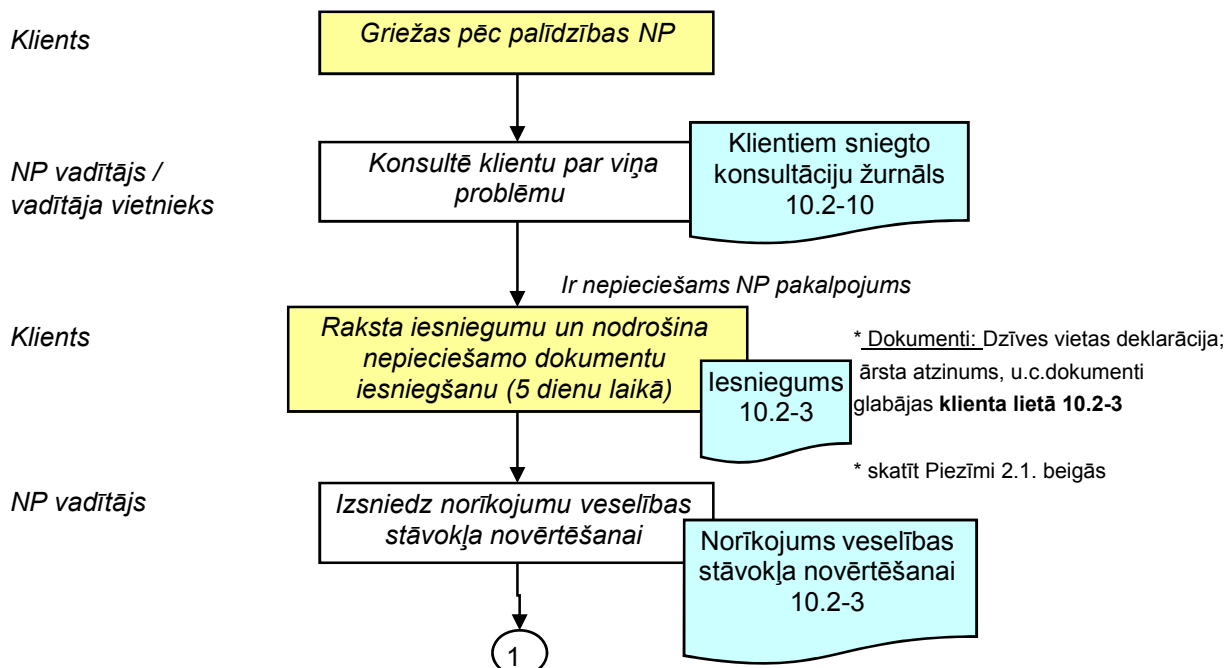 Klients
Griežas pēc palīdzības NP
NP vadītājs /
vadītāja vietnieks
Konsultē klientu par viņa
problēmu
Klientiem sniegto
konsultāciju žurnāls
10.2-10
Ir nepieciešams NP pakalpojums
Klients
Raksta iesniegumu un nodrošina
nepieciešamo dokumentu
iesniegšanu (5 dienu laikā)
Iesniegums
10.2-3
* Dokumenti: Dzīves vietas deklarācija;
ārsta atzinums, u.c.dokumenti
glabājas klienta lietā 10.2-3
* skatīt Piezīmi 2.1. beigās
NP vadītājs
Izsniedz norīkojumu veselības
stāvokļa novērtēšanai
Norīkojums veselības
stāvokļa novērtēšanai
10.2-3
1